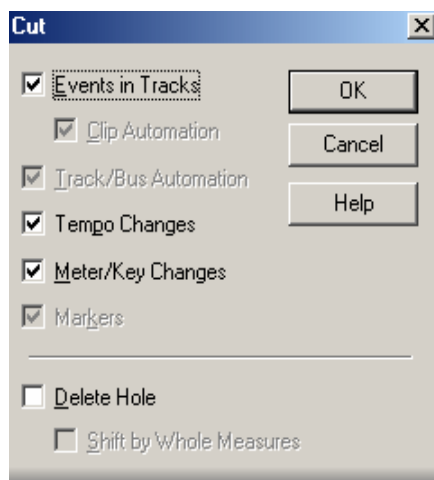 Cut
Events in Tracks
OK
Clip Automation
Cancel
Track/Bus Automation
Help
Tempo Changes
Meter/Key Changes
Markers
Delete Hole
Shift by Whole Measures